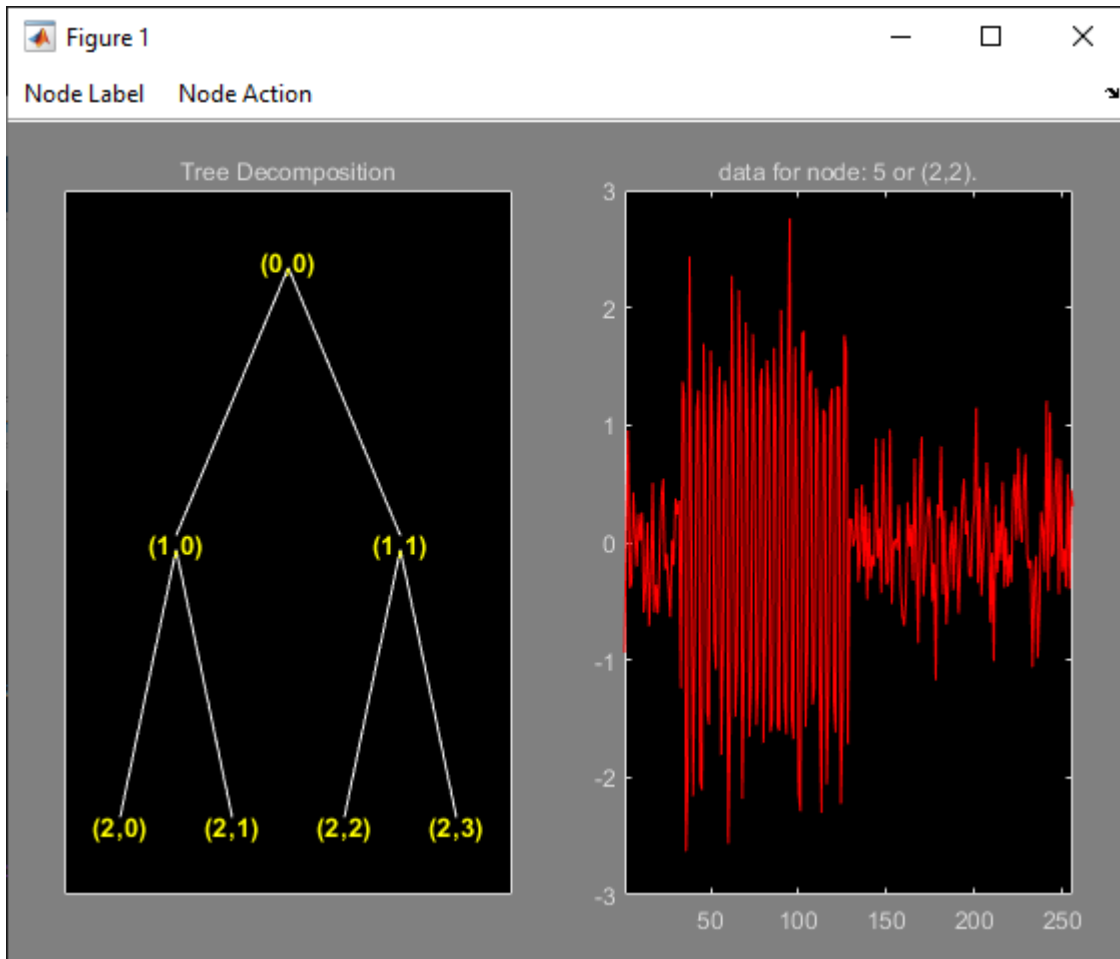 Figure 1
Node Label Node Action
Tree Decomposition
(0,0)
(1,0) (1,1)
(2,0) (2,1) (2,2) (2,3)
data for node: 5 or (2,2).
3
2
1
0
-1
-2
-3
50 100 150 200 250